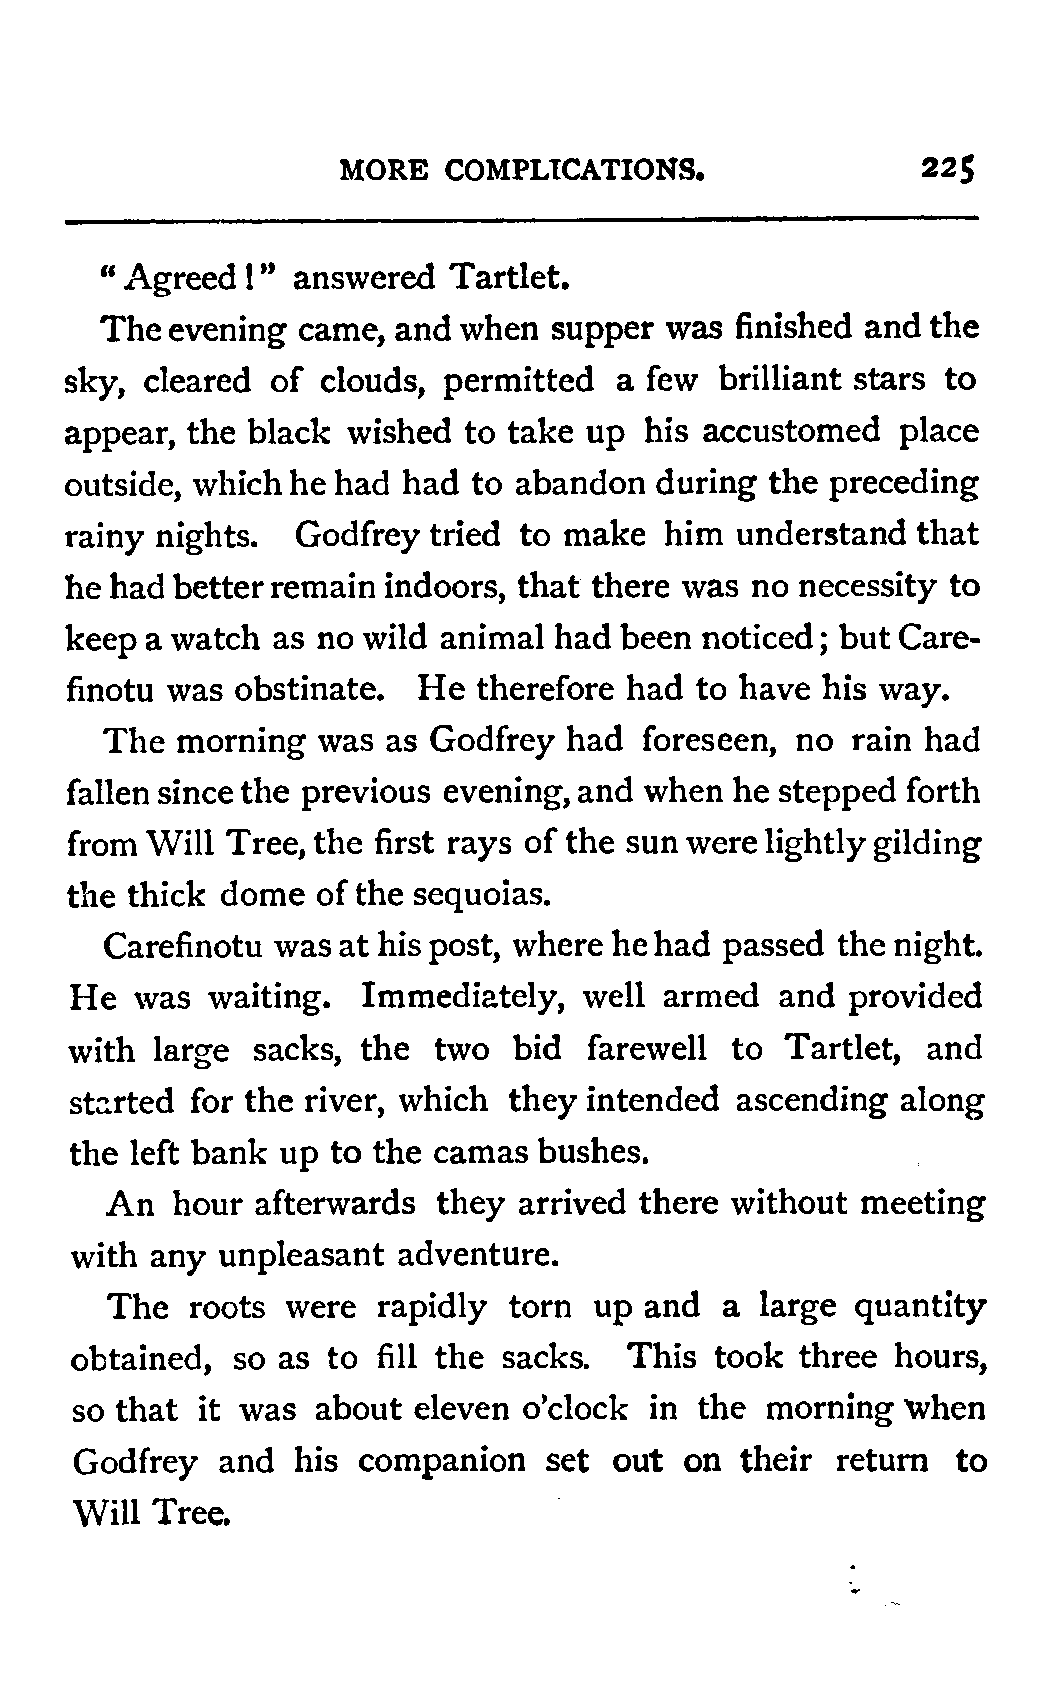 MORE COMPLICATIONS. 225
“ Agreed ! ” answered Tartlet.
The evening came, and when supper was finished and the
sky, cleared of clouds, permitted a few brilliant stars to
appear, the black wished to take up his accustomed place
outside, which he had had to abandon during the preceding
rainy nights. Godfrey tried to make him understand that
he had better remain indoors, that there was no necessity to
keep a watch as no wild animal had been noticed ; but Care-
finotu was obstinate. He therefore had to have his way.
The morning was as Godfrey had foreseen, no rain had
fallen since the previous evening, and when he stepped forth
from Will Tree, the first rays of the sun were lightly gilding
the thick dome of the sequoias.
Carefinotu was at his post, where he had passed the night.
He was waiting. Immediately, well armed and provided
with large sacks, the two bid farewell to Tartlet, and
started for the river, which they intended ascending along
the left bank up to the camas bushes.
An hour afterwards they arrived there without meeting
with any unpleasant adventure.
The roots were rapidly torn up and a large quantity
obtained, so as to fill the sacks. This took three hours,
so that it was about eleven o’clock in the morning when
Godfrey and his companion set out on their return to
Will Tree.